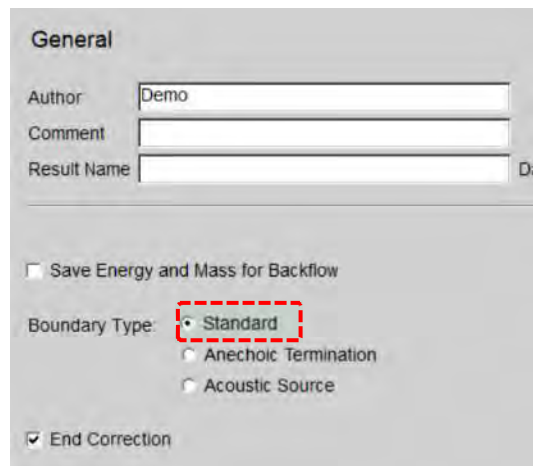 General
Author Demo
Comment
Result Name
Save Energy and Mass for Backflow
Boundary Type: Standard
Anechoic Termination
Acoustic Source
End Correction